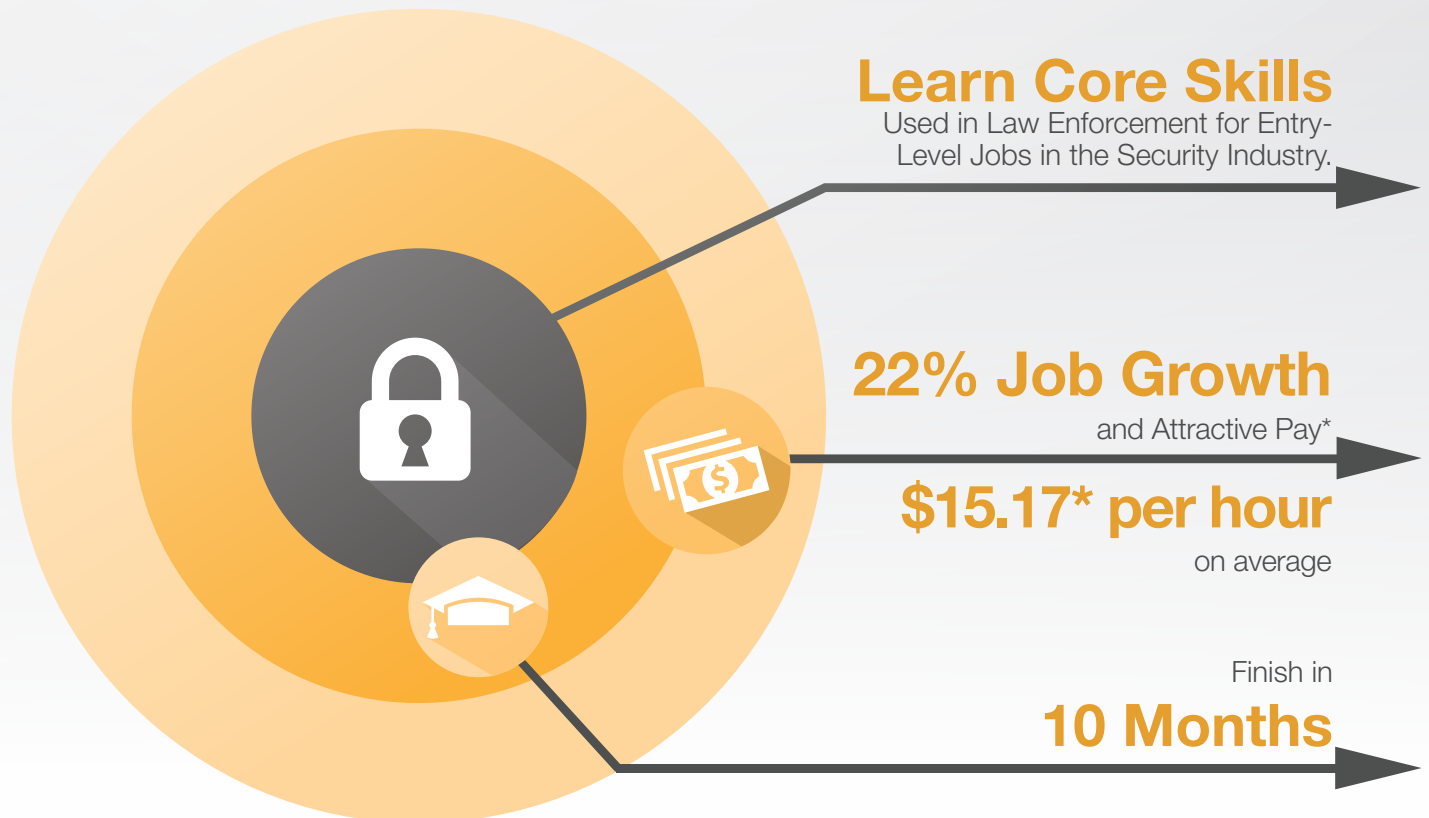 Learn Core Skills
Used in Law Enforcement for Entry-
Level Jobs in the Security Industry.
22% Job Growth
and Attractive Pay*
$15.17* per hour
on average
Finish in
10 Months